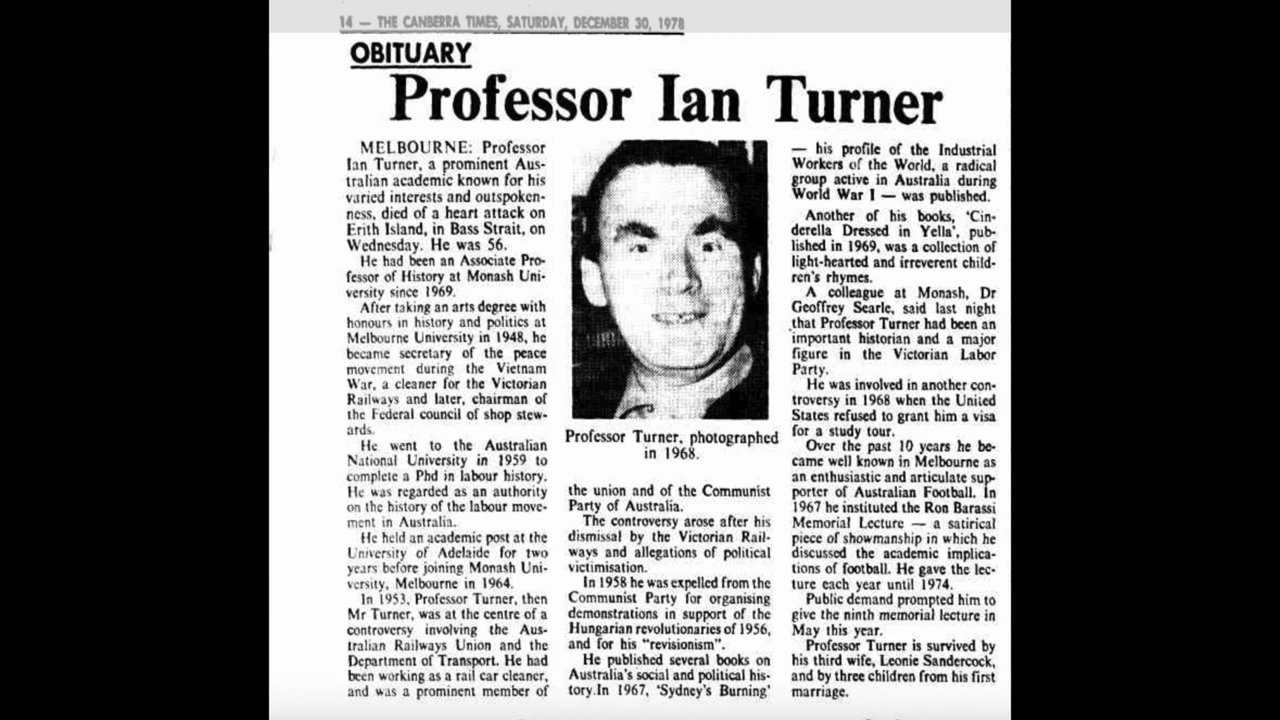 14 — THE CANBERRA TIMES, SATURDAY, DECEMBER 30, 1978
OBITUARY
Professor Ian Turner
MELBOURNE: Professor
Ian Turner, a prominent Aus-
tralian academic known for his
varied interests and outspoken-
ness, died of a heart attack on
Erith Island, in Bass Strait, on
Wednesday. He was 56.
He had been an Associate Pro-
fessor of History at Monash Uni-
versity since 1969.
After taking an arts degree with
honours in history and politics at
Melbourne University in 1948, he
became secretary of the peace
movement during the Vietnam
War, a cleaner for the Victorian
Railways and later, chairman of
the Federal council of shop stew-
ards.
He went to the Australian
National University in 1959 to
complete a Phd in labour history.
He was regarded as an authority
on the history of the labour move-
ment in Australia.
He held an academic post at the
University of Adelaide for two
years before joining Monash Uni-
versity, Melbourne in 1964.
In 1953, Professor Turner, then
Mr Turner, was at the centre of a
controversy involving the Aus-
tralian Railways Union and the
Department of Transport. He had
been working as a rail car cleaner,
and was a prominent member of
Professor Turner, photographed
in 1968.
the union and of the Communist
Party of Australia.
The controversy arose after his
dismissal by the Victorian Rail-
ways and allegations of political
victimisation.
In 1958 he was expelled from the
Communist Party for organising
demonstrations in support of the
Hungarian revolutionaries of 1956,
and for his "revisionism".
He published several books on
Australia's social and political his-
tory.In 1967, 'Sydney's Burning'
— his profile of the Industrial
Workers of the World, a radical
group active in Australia during
World War I — was published.
Another of his books, 'Cin-
derella Dressed in Yella', pub-
lished in 1969, was a collection of
light-hearted and irreverent child-
ren's rhymes.
A colleague at Monash, Dr
Geoffrey Searle, said last night
that Professor Turner had been an
important historian and a major
figure in the Victorian Labor
Party.
He was involved in another con-
troversy in 1968 when the United
States refused to grant him a visa
for a study tour.
Over the past 10 years he be-
came well known in Melbourne as
an enthusiastic and articulate sup-
porter of Australian Football. In
1967 he instituted the Ron Barassi
Memorial Lecture — a satirical
piece of showmanship in which he
discussed the academic implica-
tions of football. He gave the lec-
ture each year until 1974.
Public demand prompted him to
give the ninth memorial lecture in
May this year.
Professor Turner is survived by
his third wife, Leonie Sandercock,
and by three children from his first
marriage.